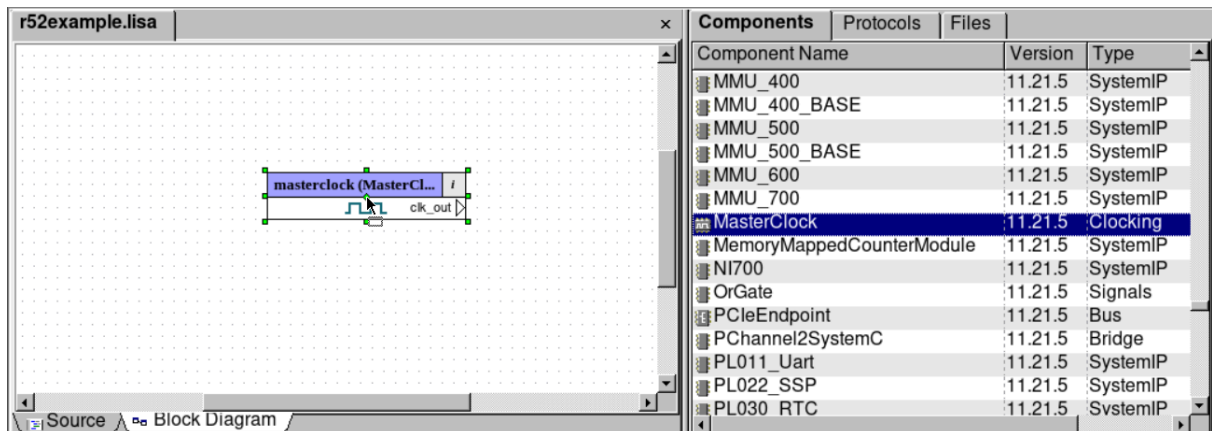 r52example.lisa ×
masterclock (MasterCl... i
clk_out
Source Block Diagram
Components Protocols Files
Component Name Version Type
MMU_400 11.21.5 SystemIP
MMU_400_BASE 11.21.5 SystemIP
MMU_500 11.21.5 SystemIP
MMU_500_BASE 11.21.5 SystemIP
MMU_600 11.21.5 SystemIP
MMU_700 11.21.5 SystemIP
MasterClock 11.21.5 Clocking
MemoryMappedCounterModule 11.21.5 SystemIP
NI700 11.21.5 SystemIP
OrGate 11.21.5 Signals
PCIeEndpoint 11.21.5 Bus
PChannel2SystemC 11.21.5 Bridge
PL011_Uart 11.21.5 SystemIP
PL022_SSP 11.21.5 SystemIP
PL030_RTC 11.21.5 SystemIP